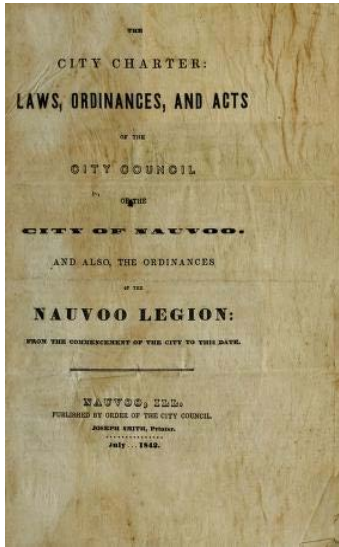 THE
CITY CHARTER:
LAWS, ORDINANCES, AND ACTS
OF THE
CITY COUNCIL
OF THE
CITY OF NAUVOO.
AND ALSO, THE ORDINANCES
OF THE
NAUVOO LEGION:
FROM THE COMMENCEMENT OF THE CITY TO THIS DATE.
NAUVOO, ILL.
PUBLISHED BY ORDER OF THE CITY COUNCIL.
JOSEPH SMITH, Printer.
July ... 1842.